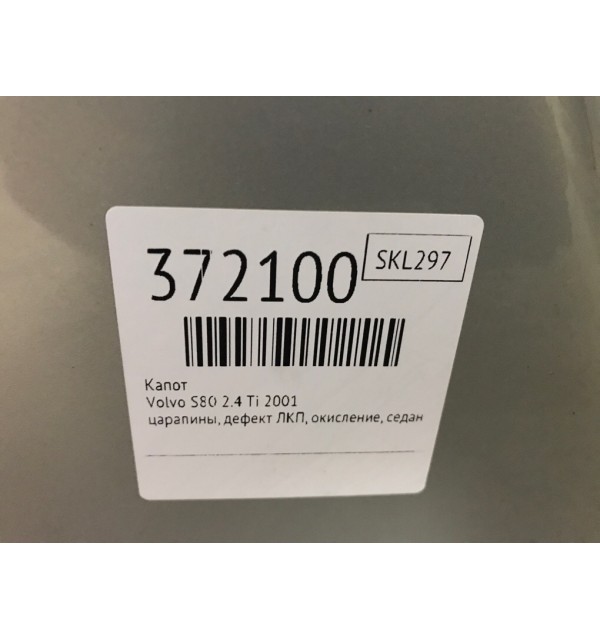 372100
SKL297
Капот
Volvo S80 2.4 Ti 2001
царапины, дефект ЛКП, окисление, седан